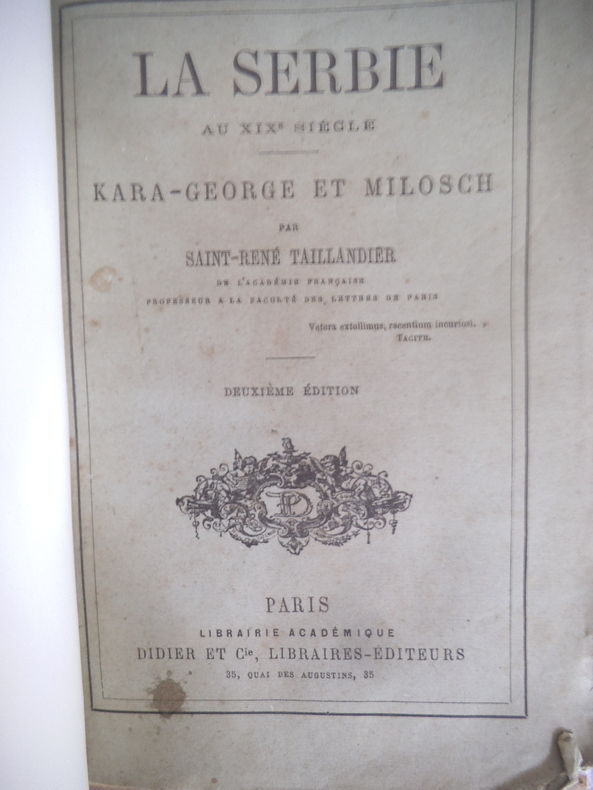 LA SERBIE
AU XIXᵉ SIÈCLE
KARA-GEORGE ET MILOSCH
PAR
SAINT-RENÉ TAILLANDIER
DE L'ACADÉMIE FRANÇAISE
PROFESSEUR A LA FACULTÉ DES LETTRES DE PARIS
Vetera extollimus, recentium incuriosi.
TACITE.
DEUXIÈME ÉDITION
PD
PARIS
LIBRAIRIE ACADÉMIQUE
DIDIER ET Cⁱᵉ, LIBRAIRES-ÉDITEURS
35, QUAI DES AUGUSTINS, 35